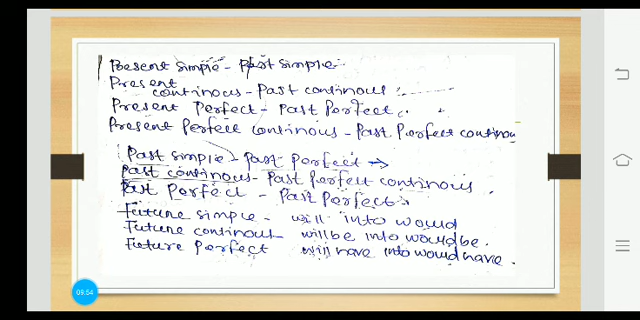 Present simple - past simple.
Present
continous - Past continous.
Present Perfect - Past Perfect.
Present Perfect continous - Past Perfect continou
Past simple - Past perfect →
Past continous - Past perfect continous.
Past Perfect - Past Perfect.
Future simple - will into would
Future continous - will be into would be.
Future perfect will have into would have.
09:54